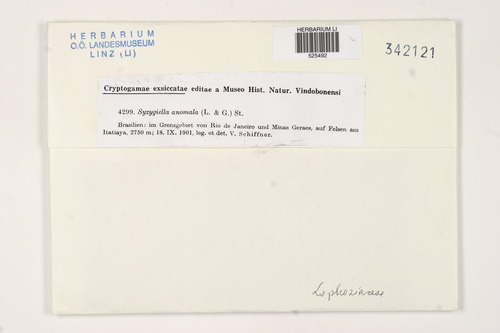 HERBARIUM
O.Ö. LANDESMUSEUM
LINZ (LI)
HERBARIUM LI
525492
342121
Cryptogamae exsiccatae editae a Museo Hist. Natur. Vindobonensi
4299. Syzygiella anomala (L. & G.) St.
Brasilien: im Grenzgebiet von Rio de Janeiro und Minas Geraes, auf Felsen am
Itatiaya, 2750 m; 18. IX. 1901, leg. et det. V. Schiffner.
Lophoziaceae